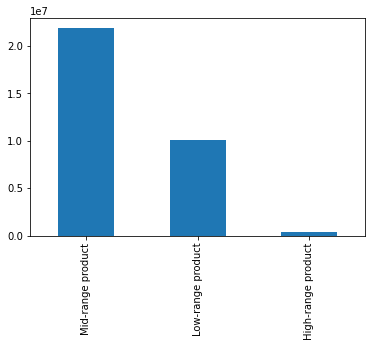 1e7
2.0
1.5
1.0
0.5
0.0
Mid-range product
Low-range product
High-range product